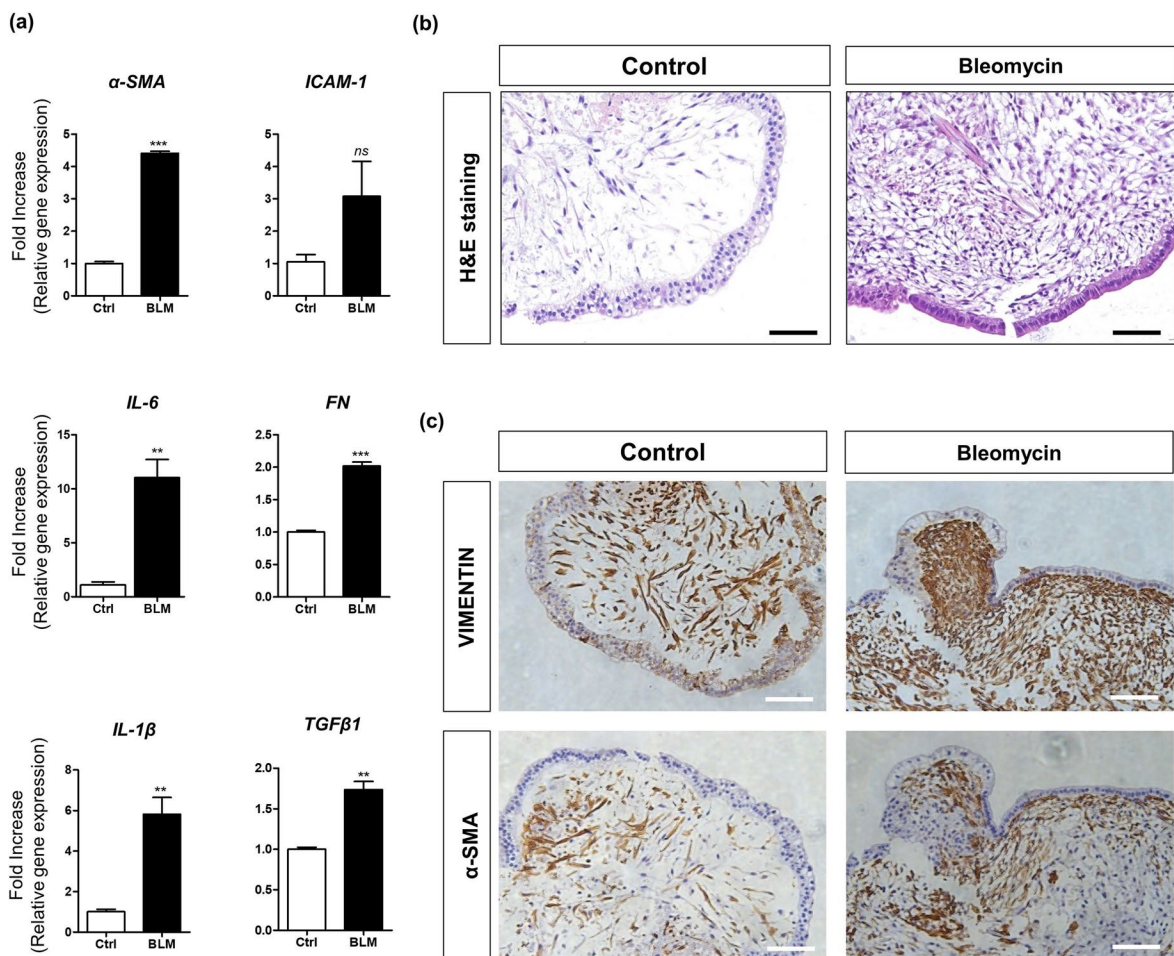 (a)
α-SMA
Fold Increase
(Relative gene expression)
5
4
3
2
1
0
***
Ctrl
BLM
ICAM-1
5
4
3
2
1
0
ns
Ctrl
BLM
IL-6
Fold Increase
(Relative gene expression)
15
10
5
0
**
Ctrl
BLM
FN
2.5
2.0
1.5
1.0
0.5
0.0
***
Ctrl
BLM
IL-1β
Fold Increase
(Relative gene expression)
8
6
4
2
0
**
Ctrl
BLM
TGFβ1
2.0
1.5
1.0
0.5
0.0
**
Ctrl
BLM
(b)
Control
Bleomycin
H&E staining
(c)
Control
Bleomycin
VIMENTIN
α-SMA